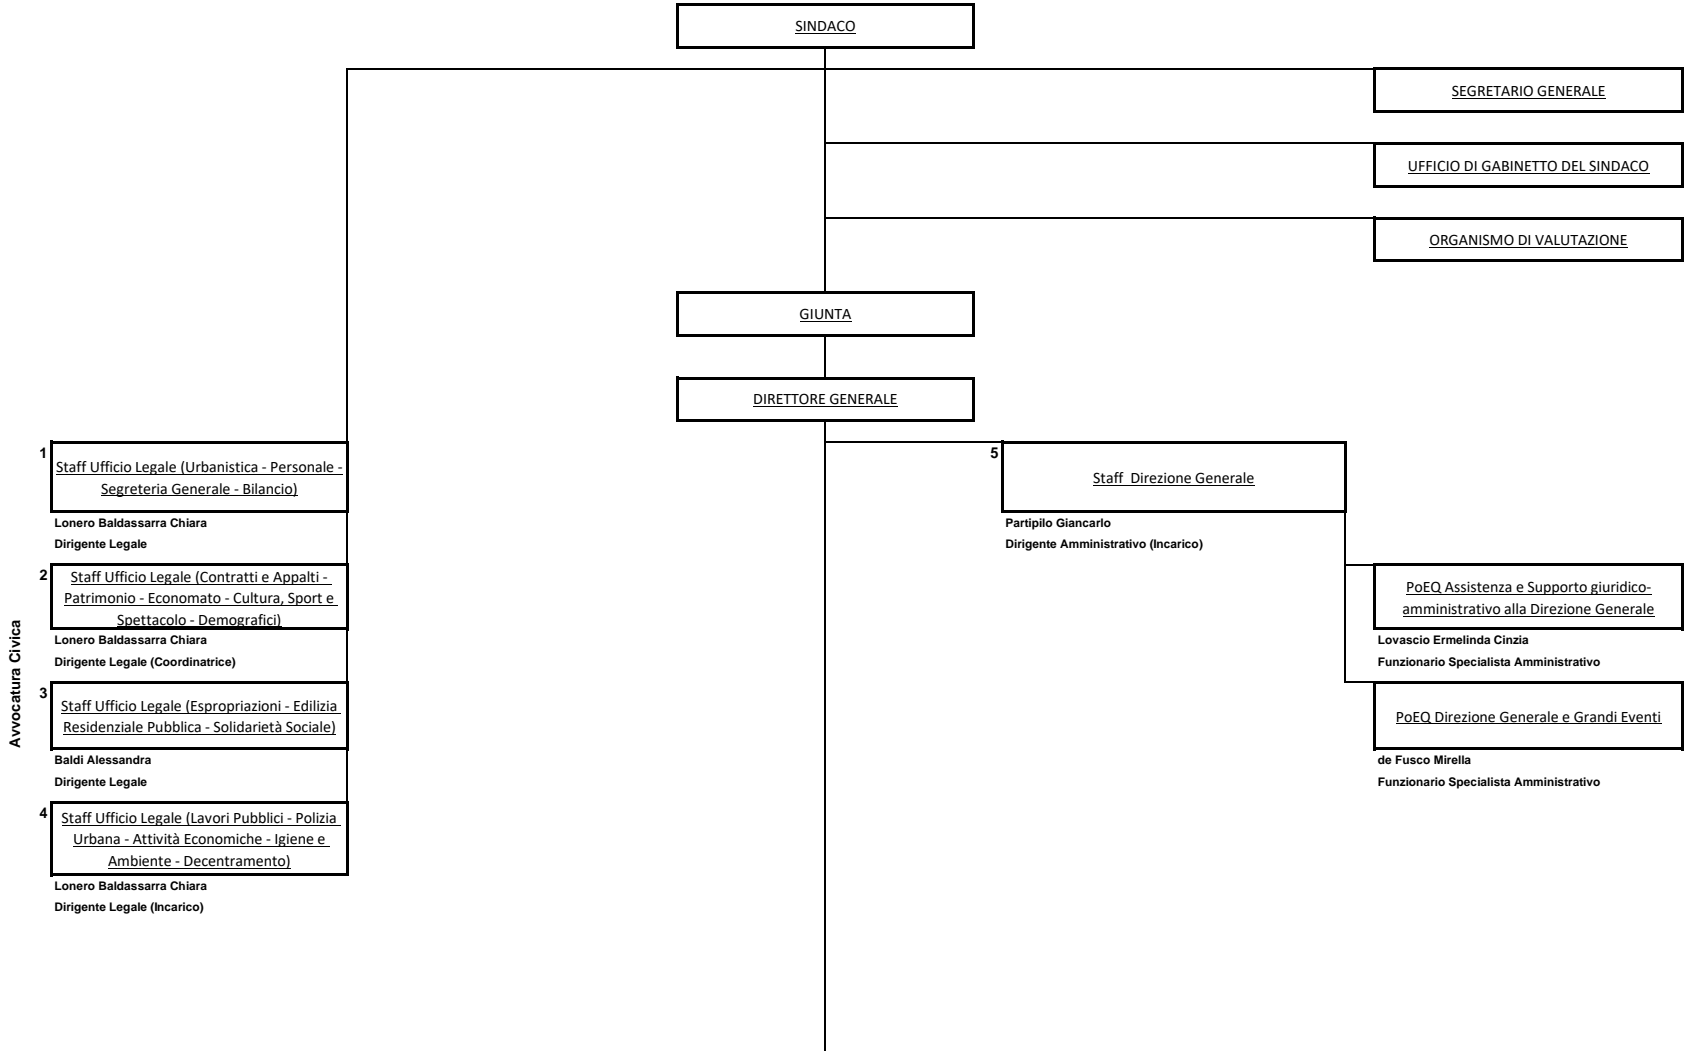 SINDACO
SEGRETARIO GENERALE
UFFICIO DI GABINETTO DEL SINDACO
ORGANISMO DI VALUTAZIONE
GIUNTA
DIRETTORE GENERALE
Avvocatura Civica
1
Staff Ufficio Legale (Urbanistica - Personale -
Segreteria Generale - Bilancio)
Lonero Baldassarra Chiara
Dirigente Legale
2
Staff Ufficio Legale (Contratti e Appalti -
Patrimonio - Economato - Cultura, Sport e
Spettacolo - Demografici)
Lonero Baldassarra Chiara
Dirigente Legale (Coordinatrice)
3
Staff Ufficio Legale (Espropriazioni - Edilizia
Residenziale Pubblica - Solidarietà Sociale)
Baldi Alessandra
Dirigente Legale
4
Staff Ufficio Legale (Lavori Pubblici - Polizia
Urbana - Attività Economiche - Igiene e
Ambiente - Decentramento)
Lonero Baldassarra Chiara
Dirigente Legale (Incarico)
5
Staff  Direzione Generale
Partipilo Giancarlo
Dirigente Amministrativo (Incarico)
PoEQ Assistenza e Supporto giuridico-
amministrativo alla Direzione Generale
Lovascio Ermelinda Cinzia
Funzionario Specialista Amministrativo
PoEQ Direzione Generale e Grandi Eventi
de Fusco Mirella
Funzionario Specialista Amministrativo